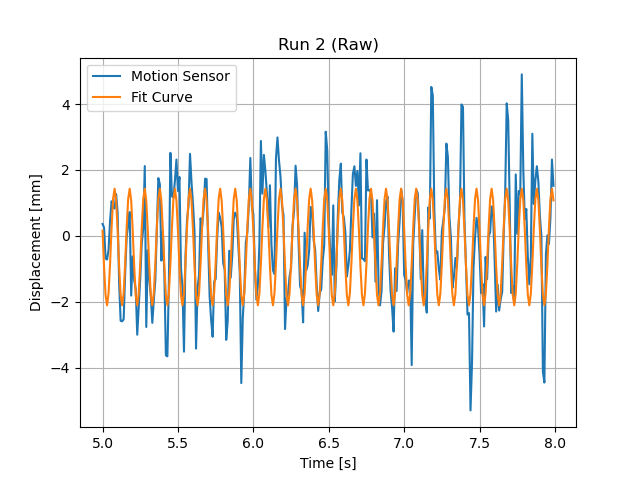 Run 2 (Raw)
Motion Sensor
Fit Curve
Displacement [mm]
4
2
0
−2
−4
5.0 5.5 6.0 6.5 7.0 7.5 8.0
Time [s]